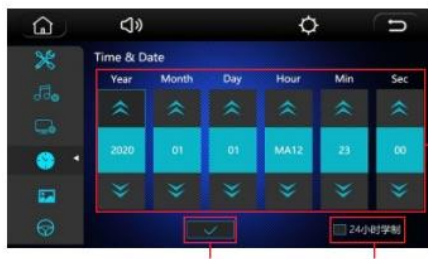 Time & Date
Year Month Day Hour Min Sec
2020 01 01 MA12 23 00
24小时学制